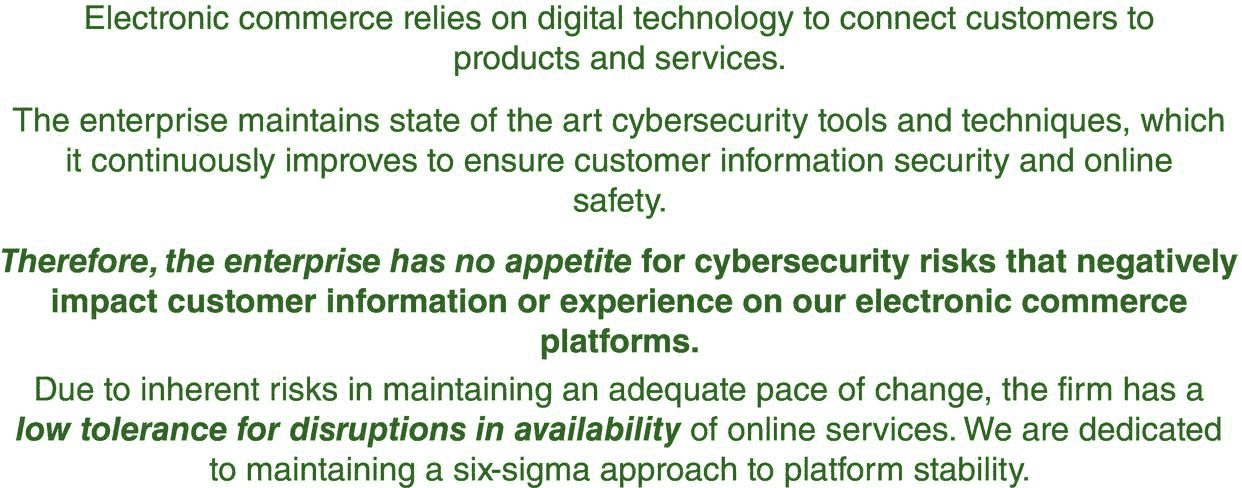 Electronic commerce relies on digital technology to connect customers to
products and services.
The enterprise maintains state of the art cybersecurity tools and techniques, which
it continuously improves to ensure customer information security and online
safety.
Therefore, the enterprise has no appetite for cybersecurity risks that negatively
impact customer information or experience on our electronic commerce
platforms.
Due to inherent risks in maintaining an adequate pace of change, the firm has a
low tolerance for disruptions in availability of online services. We are dedicated
to maintaining a six-sigma approach to platform stability.